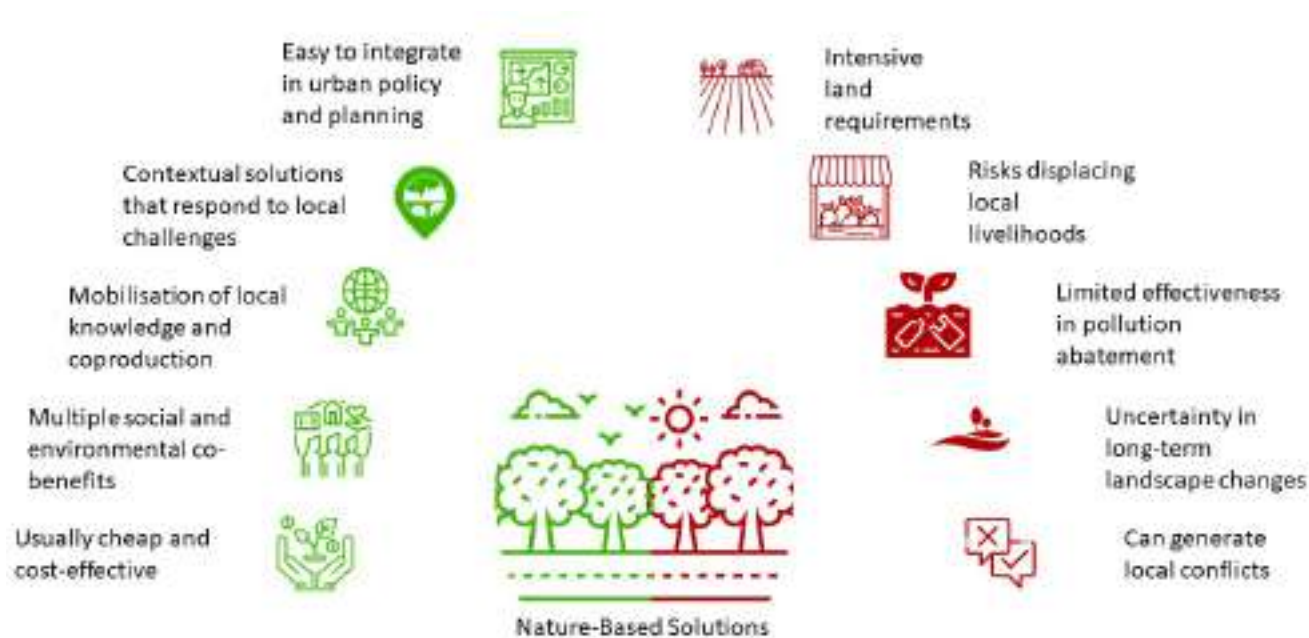 Easy to integrate
in urban policy
and planning
Contextual solutions
that respond to local
challenges
Mobilisation of local
knowledge and
coproduction
Multiple social and
environmental co-
benefits
Usually cheap and
cost-effective
Intensive
land
requirements
Risks displacing
local
livelihoods
Limited effectiveness
in pollution
abatement
Uncertainty in
long-term
landscape changes
Can generate
local conflicts
Nature-Based Solutions